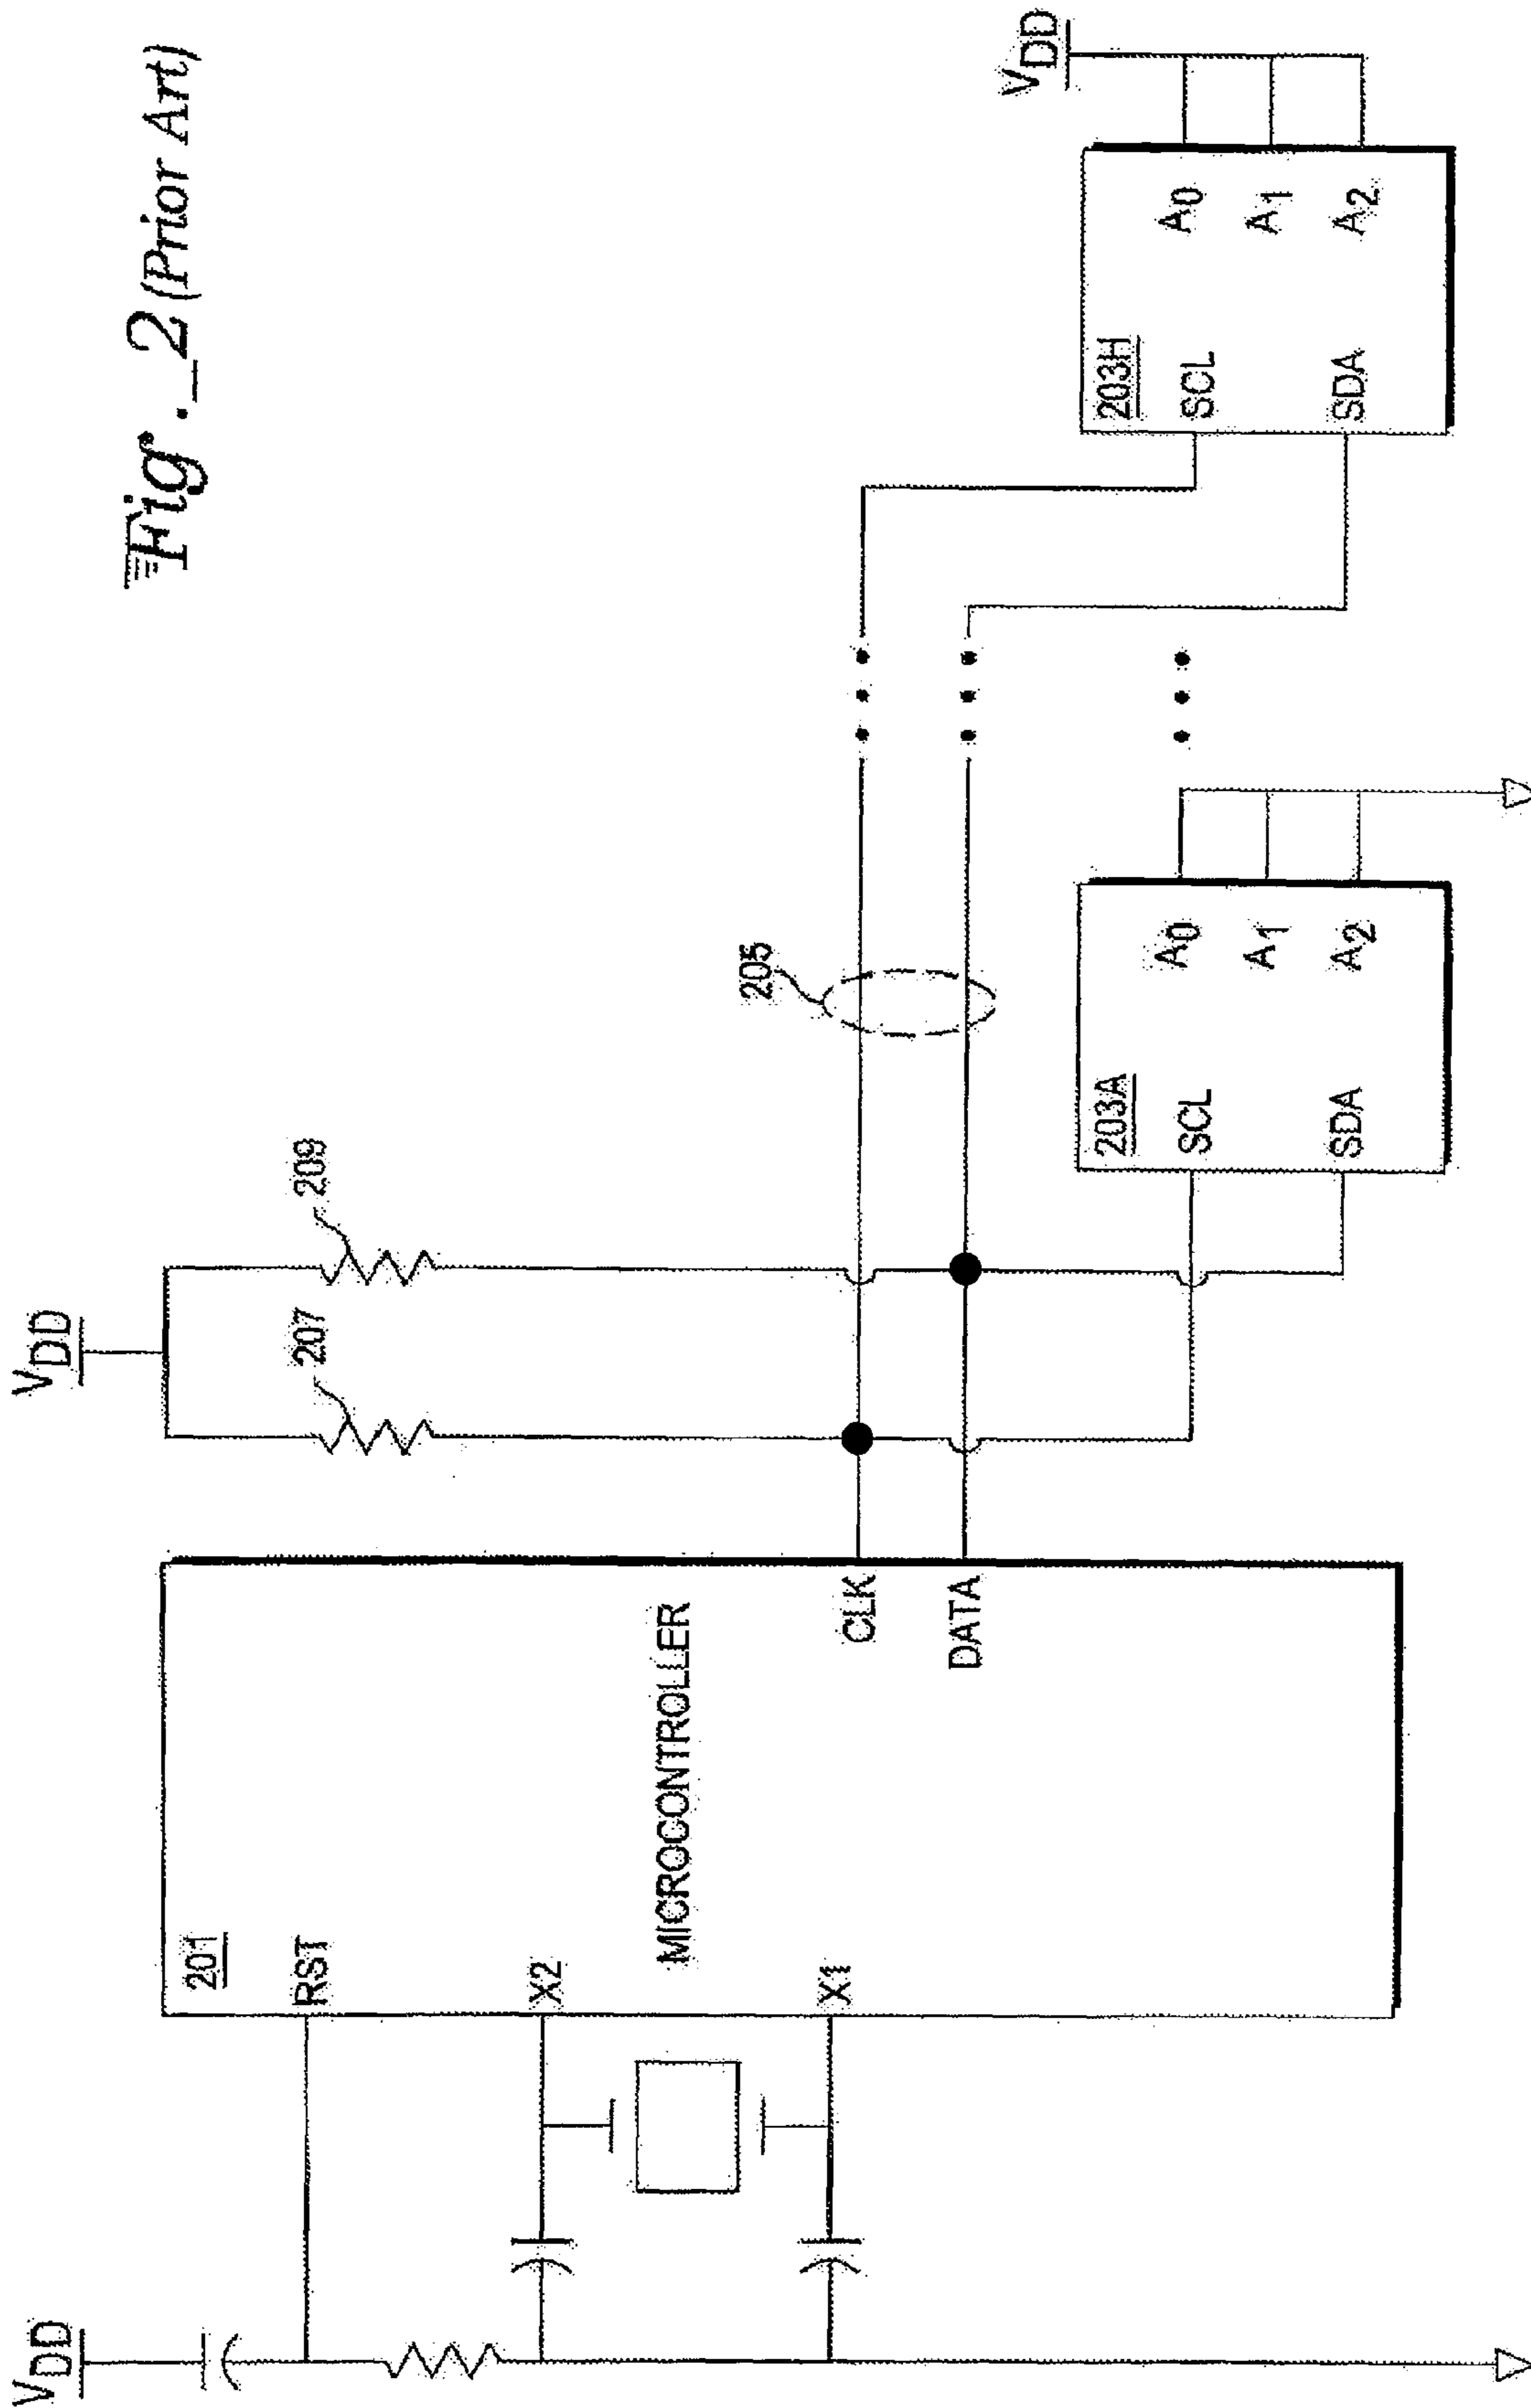 Fig._2 (Prior Art)
VDD
VDD
VDD
207
209
201
RST
X2
MICROCONTROLLER
X1
CLK
DATA
205
203A
SCL
SDA
A0
A1
A2
203H
SCL
SDA
A0
A1
A2